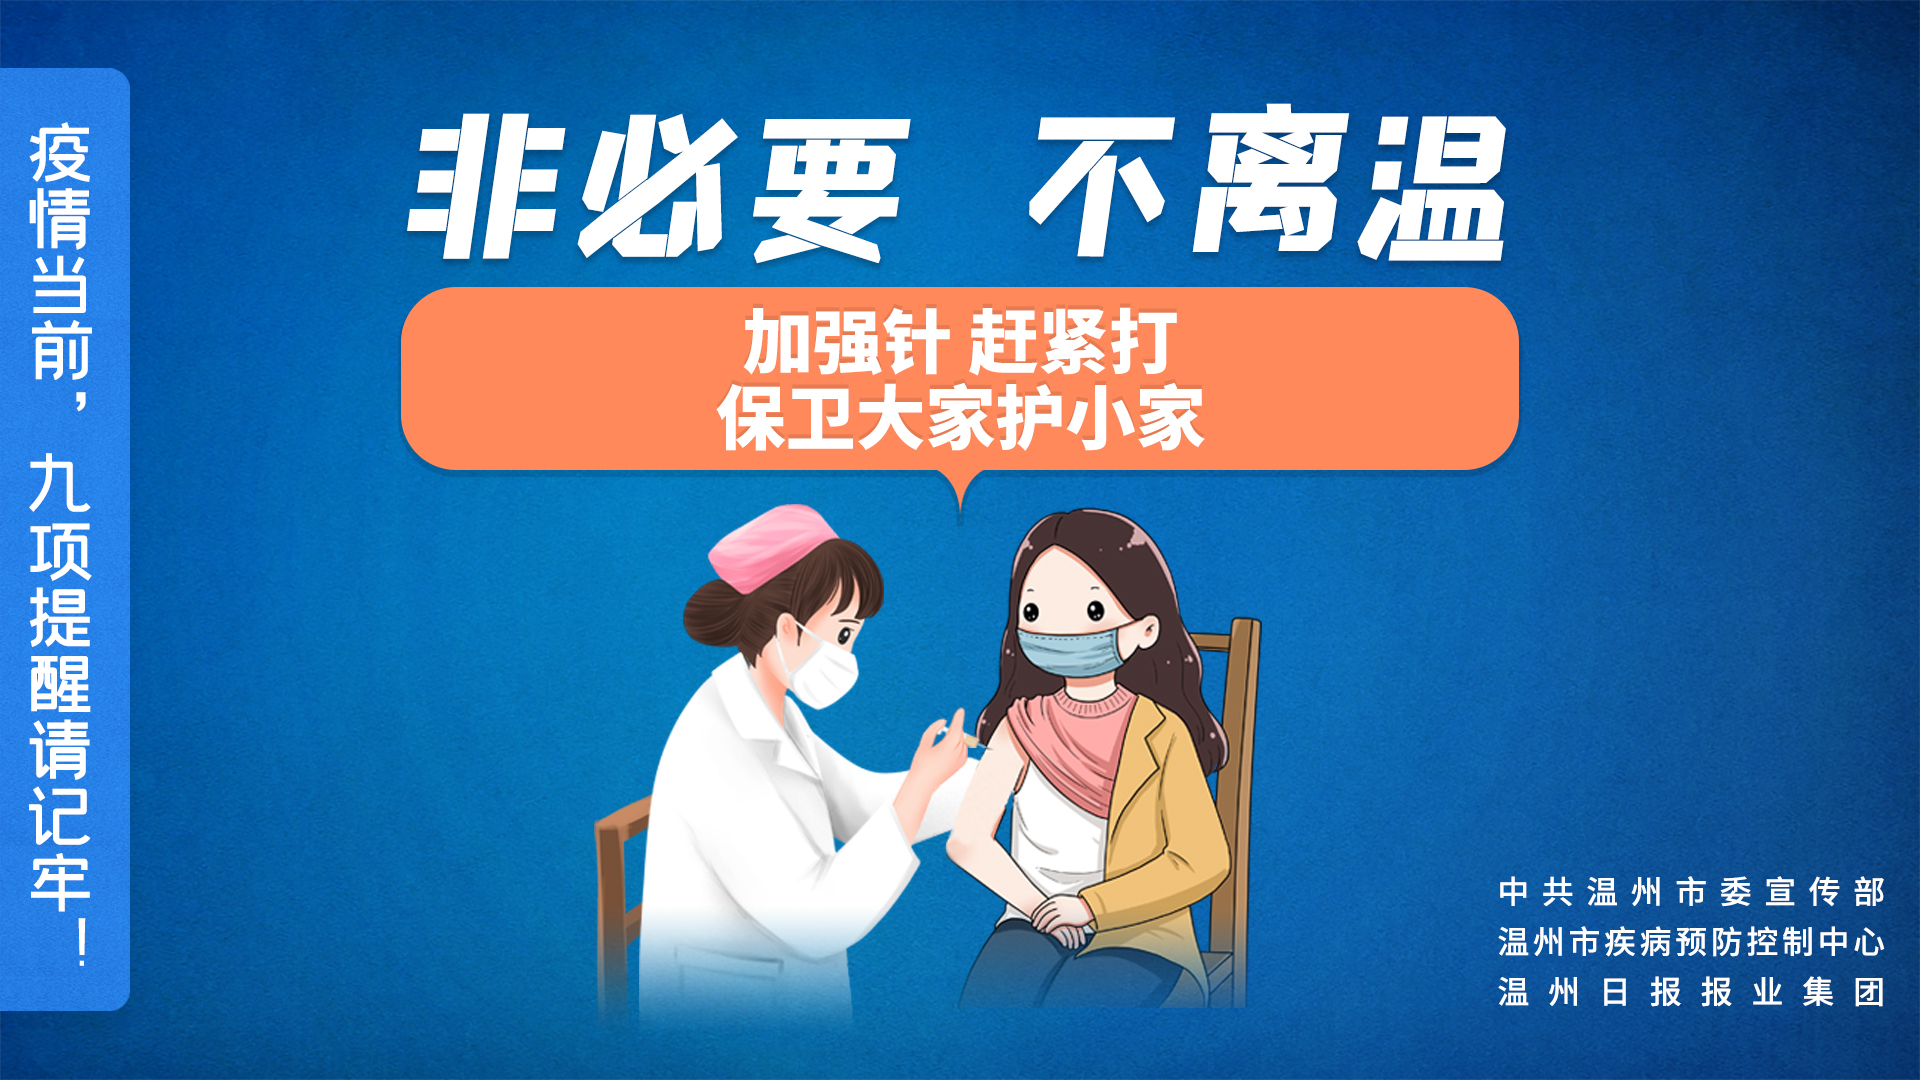 疫情当前，九项提醒请记牢！
非必要 不离温
加强针 赶紧打
保卫大家护小家
中共温州市委宣传部
温州市疾病预防控制中心
温州日报报业集团